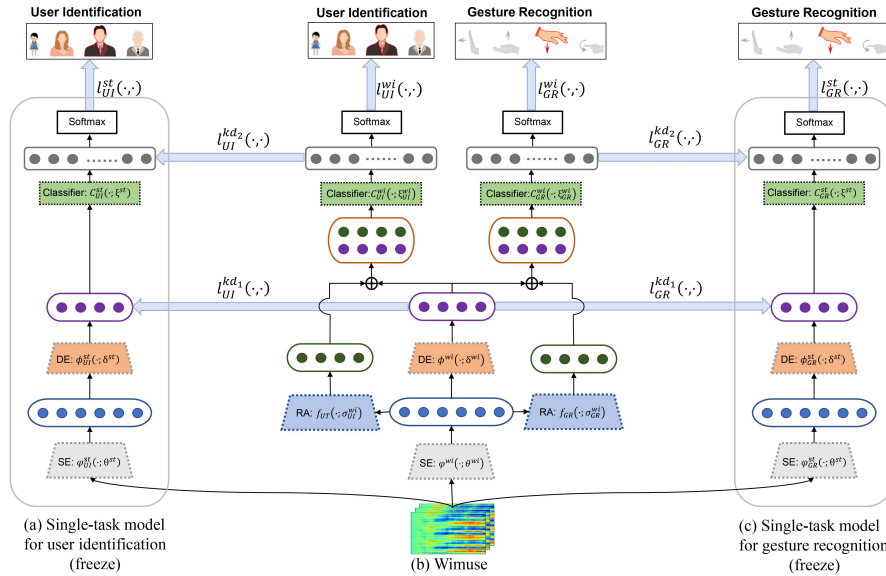 User Identification
User Identification
Gesture Recognition
Gesture Recognition
$l_{UI}^{st}(\cdot,\cdot)$
$l_{UI}^{wi}(\cdot,\cdot)$
$l_{GR}^{wi}(\cdot,\cdot)$
$l_{GR}^{st}(\cdot,\cdot)$
Softmax
Softmax
Softmax
Softmax
$l_{UI}^{kd_2}(\cdot,\cdot)$
$l_{GR}^{kd_2}(\cdot,\cdot)$
Classifier: $C_{UI}^{st}(\cdot;\xi^{st})$
Classifier: $C_{UI}^{wi}(\cdot;\xi_{UI}^{wi})$
Classifier: $C_{GR}^{wi}(\cdot;\xi_{GR}^{wi})$
Classifier: $C_{GR}^{st}(\cdot;\xi^{st})$
$l_{UI}^{kd_1}(\cdot,\cdot)$
$l_{GR}^{kd_1}(\cdot,\cdot)$
DE: $\phi_{UI}^{st}(\cdot;\delta^{st})$
DE: $\phi^{wi}(\cdot;\delta^{wi})$
DE: $\phi_{GR}^{st}(\cdot;\delta^{st})$
RA: $f_{UT}(\cdot;\sigma_{UI}^{wi})$
RA: $f_{GR}(\cdot;\sigma_{GR}^{wi})$
SE: $\varphi_{UI}^{st}(\cdot;\theta^{st})$
SE: $\varphi^{wi}(\cdot;\theta^{wi})$
SE: $\varphi_{GR}^{st}(\cdot;\theta^{st})$
(a) Single-task model
for user identification
(freeze)
(b) Wimuse
(c) Single-task model
for gesture recognition
(freeze)